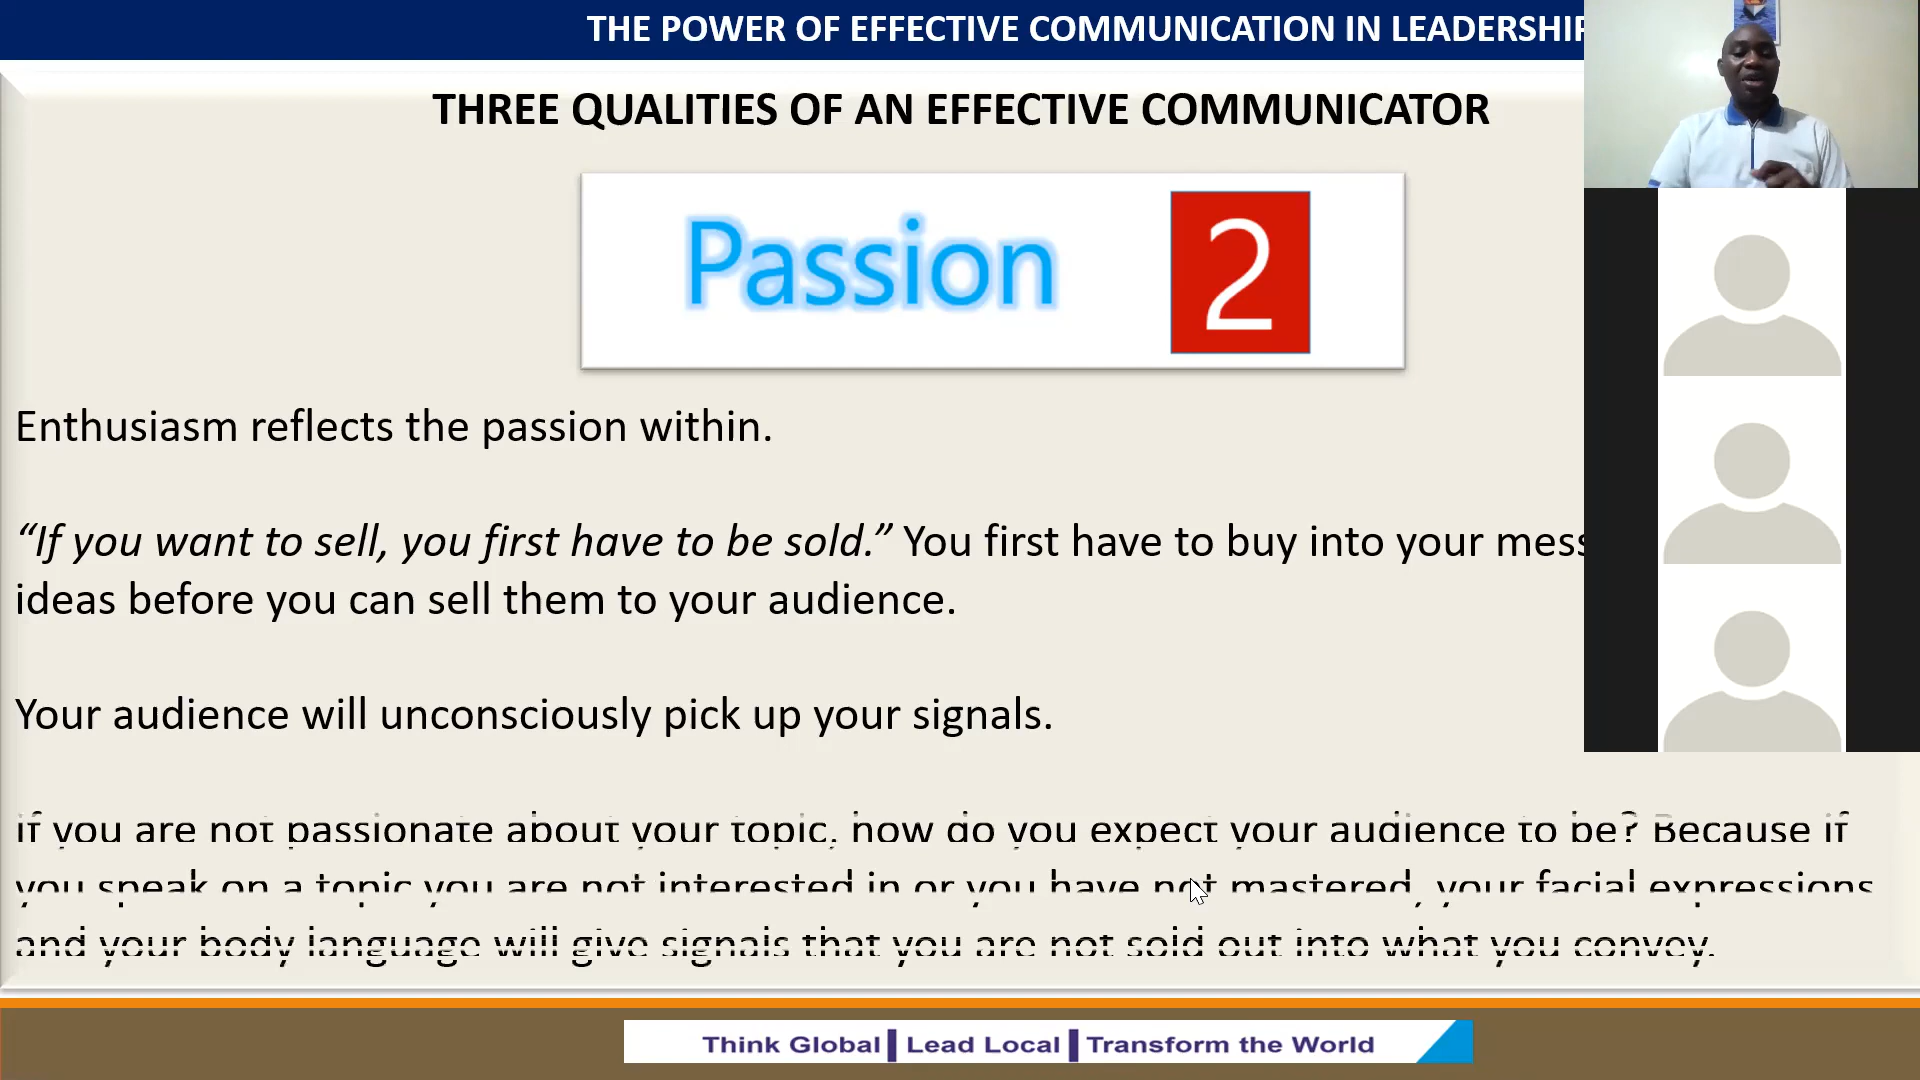 THE POWER OF EFFECTIVE COMMUNICATION IN LEADERSHIP
THREE QUALITIES OF AN EFFECTIVE COMMUNICATOR
Passion 2
Enthusiasm reflects the passion within.
“If you want to sell, you first have to be sold.” You first have to buy into your mess
ideas before you can sell them to your audience.
Your audience will unconsciously pick up your signals.
If you are not passionate about your topic, how do you expect your audience to be? Because if
you speak on a topic you are not interested in or you have not mastered, your facial expressions
and your body language will give signals that you are not sold out into what you convey.
Think Global Lead Local Transform the World